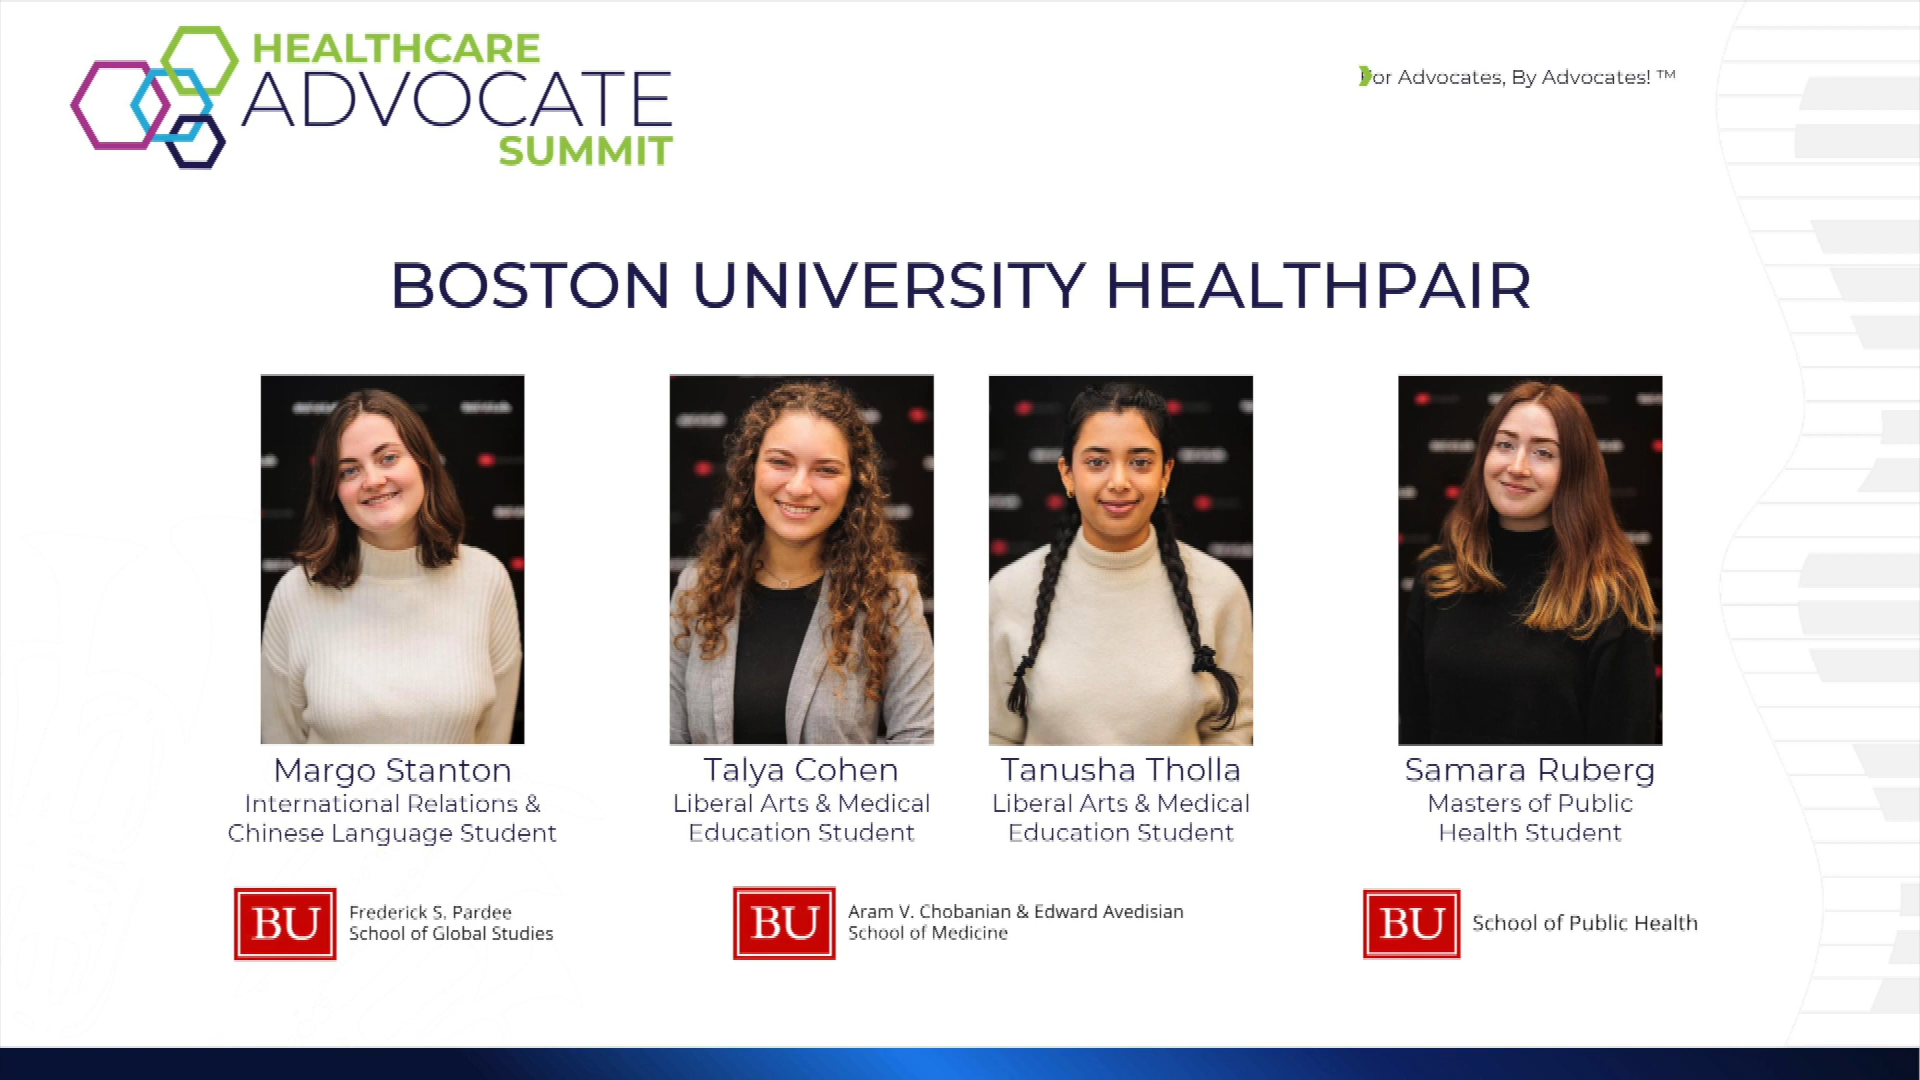 HEALTHCARE
ADVOCATE
SUMMIT
For Advocates, By Advocates! ™
BOSTON UNIVERSITY HEALTHPAIR
Margo Stanton
International Relations &
Chinese Language Student
Talya Cohen
Liberal Arts & Medical
Education Student
Tanusha Tholla
Liberal Arts & Medical
Education Student
Samara Ruberg
Masters of Public
Health Student
BU
Frederick S. Pardee
School of Global Studies
BU
Aram V. Chobanian & Edward Avedisian
School of Medicine
BU
School of Public Health